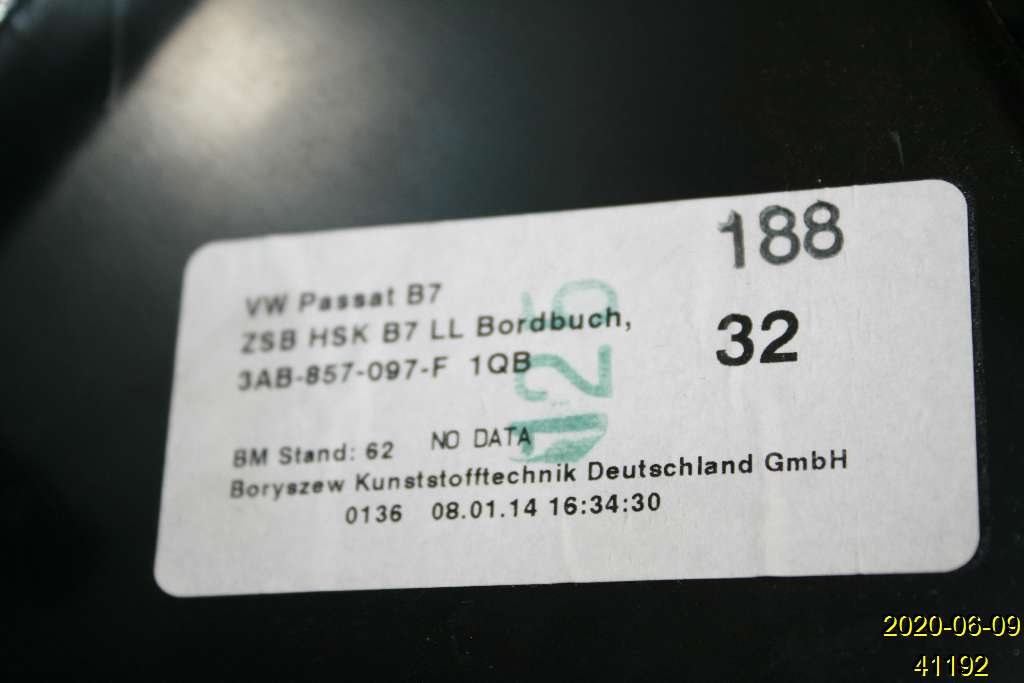 188
VW Passat B7
ZSB HSK B7 LL Bordbuch,
32
3AB-857-097-F 1QB
125
BM Stand: 62 NO DATA
Boryszew Kunststofftechnik Deutschland GmbH
0136 08.01.14 16:34:30
2020-06-09
41192